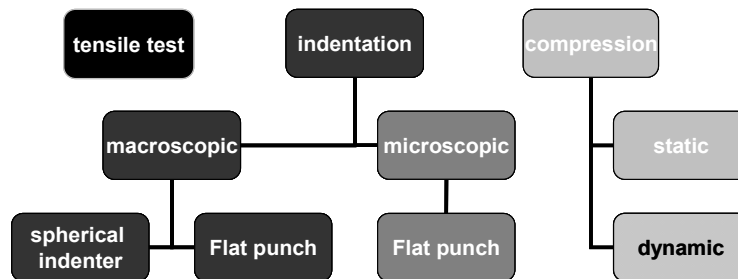 tensile test
indentation
compression
macroscopic
microscopic
static
spherical
indenter
Flat punch
Flat punch
dynamic